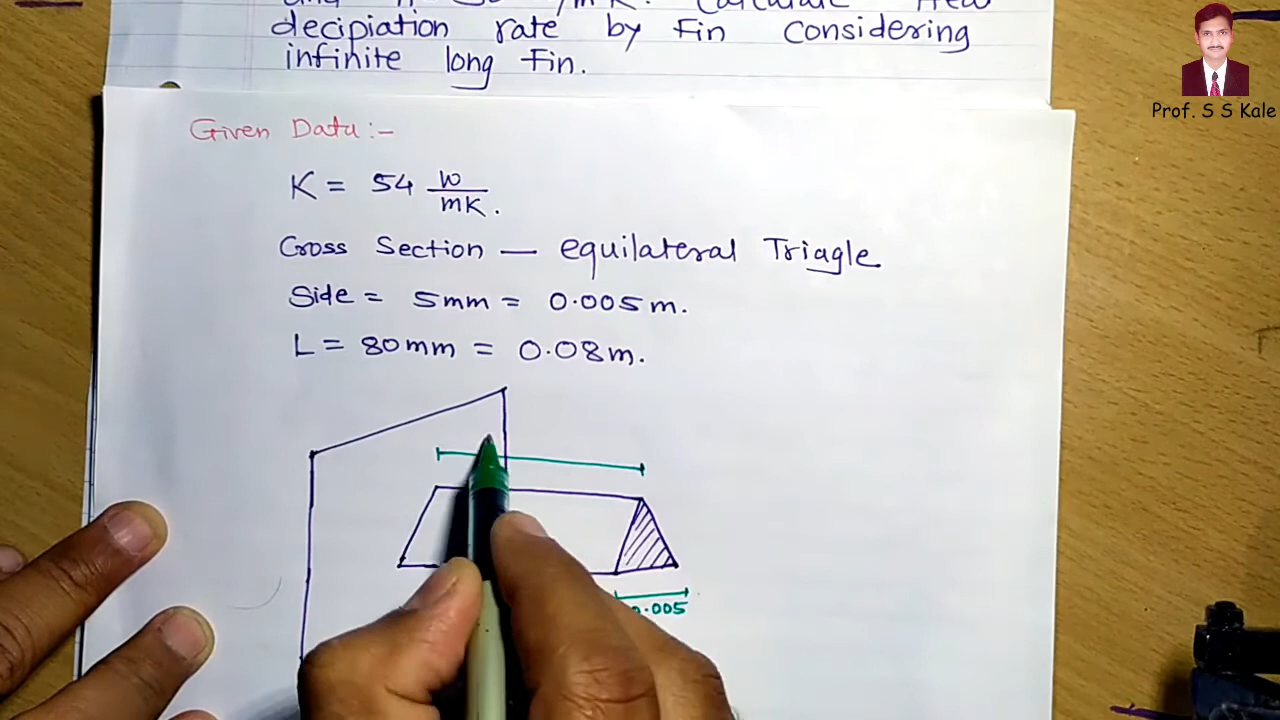 decipiation rate by Fin Considering
infinite long Fin.
Prof. S S Kale
Given Data:-
K = 54 W/mK.
Cross Section — equilateral Triagle
Side = 5mm = 0.005m.
L = 80mm = 0.08m.
0.005